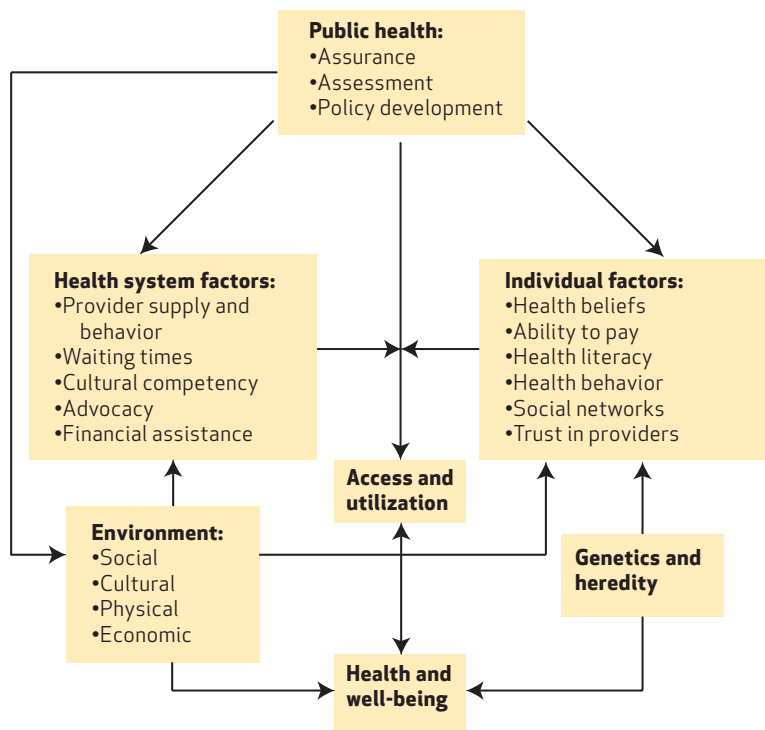 Public health:
•Assurance
•Assessment
•Policy development
Health system factors:
•Provider supply and
behavior
•Waiting times
•Cultural competency
•Advocacy
•Financial assistance
Individual factors:
•Health beliefs
•Ability to pay
•Health literacy
•Health behavior
•Social networks
•Trust in providers
Access and
utilization
Environment:
•Social
•Cultural
•Physical
•Economic
Genetics and
heredity
Health and
well-being